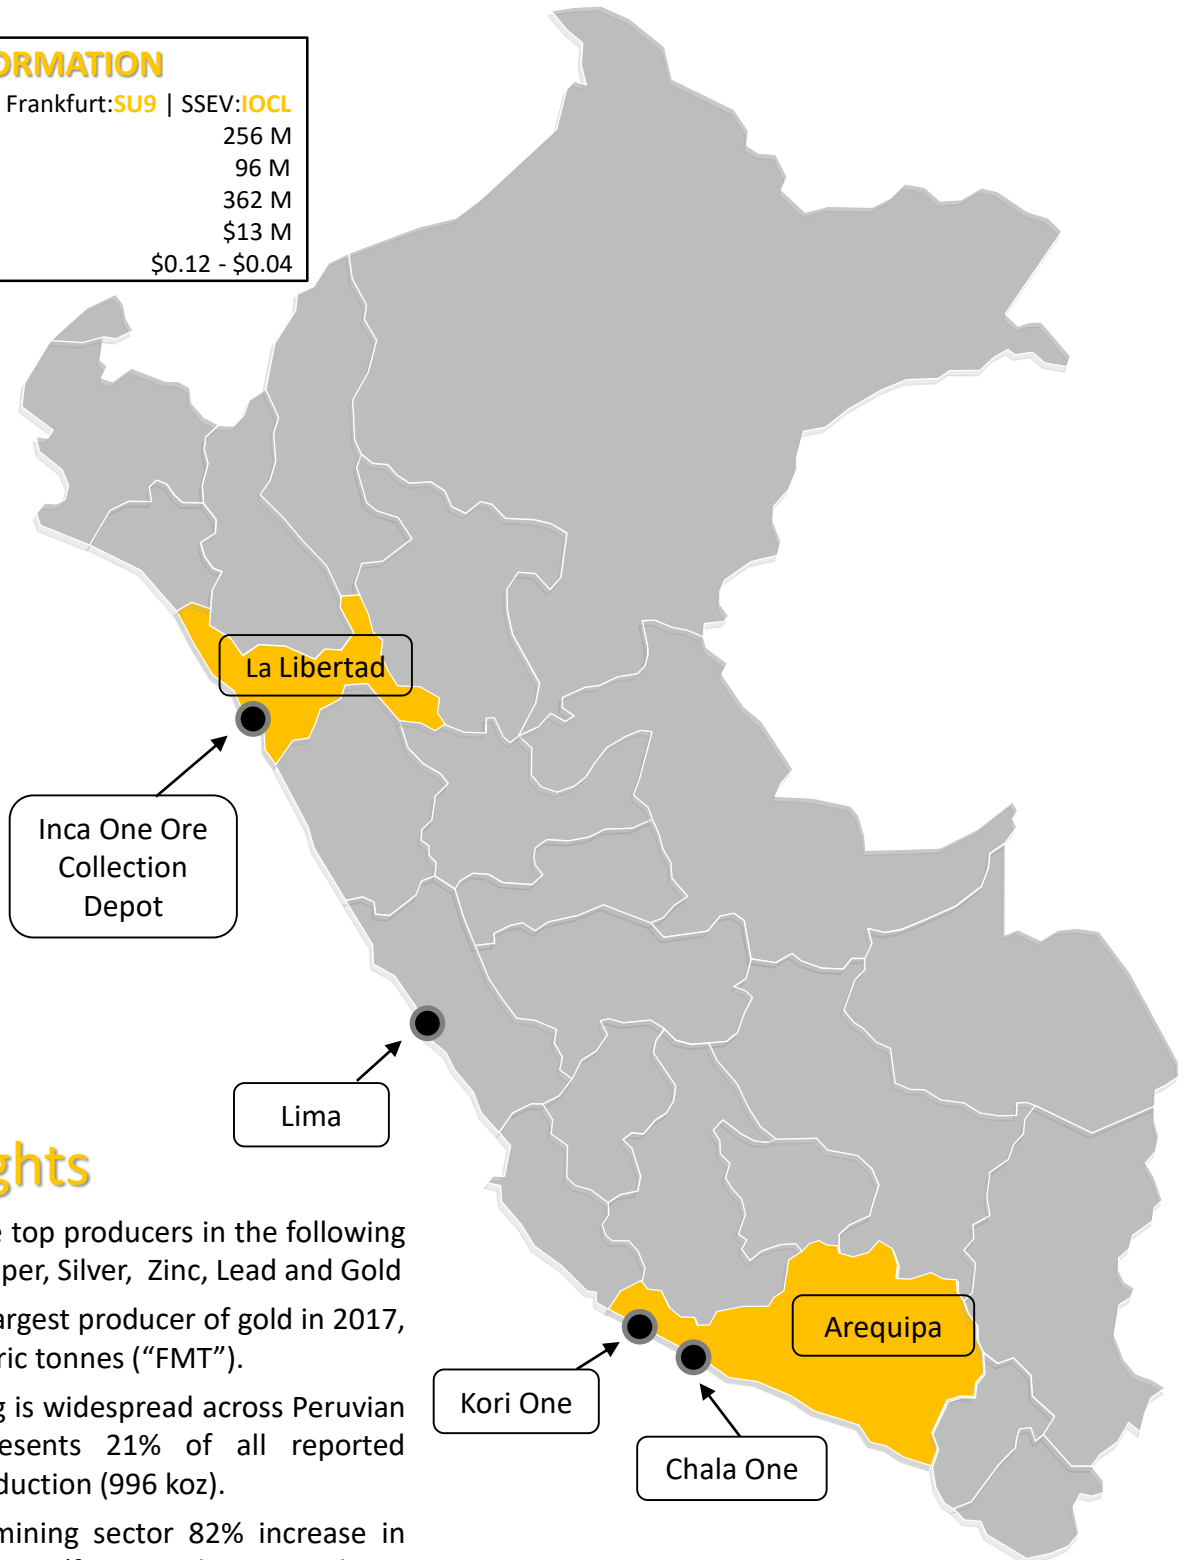 ORMATION
Frankfurt:SU9 | SSEV:IOCL
256 M
96 M
362 M
$13 M
$0.12 - $0.04
La Libertad
Inca One Ore
Collection
Depot
Lima
Arequipa
Kori One
Chala One
ghts
e top producers in the following
per, Silver, Zinc, Lead and Gold
argest producer of gold in 2017,
ric tonnes (“FMT”).
g is widespread across Peruvian
esents 21% of all reported
duction (996 koz).
mining sector 82% increase in